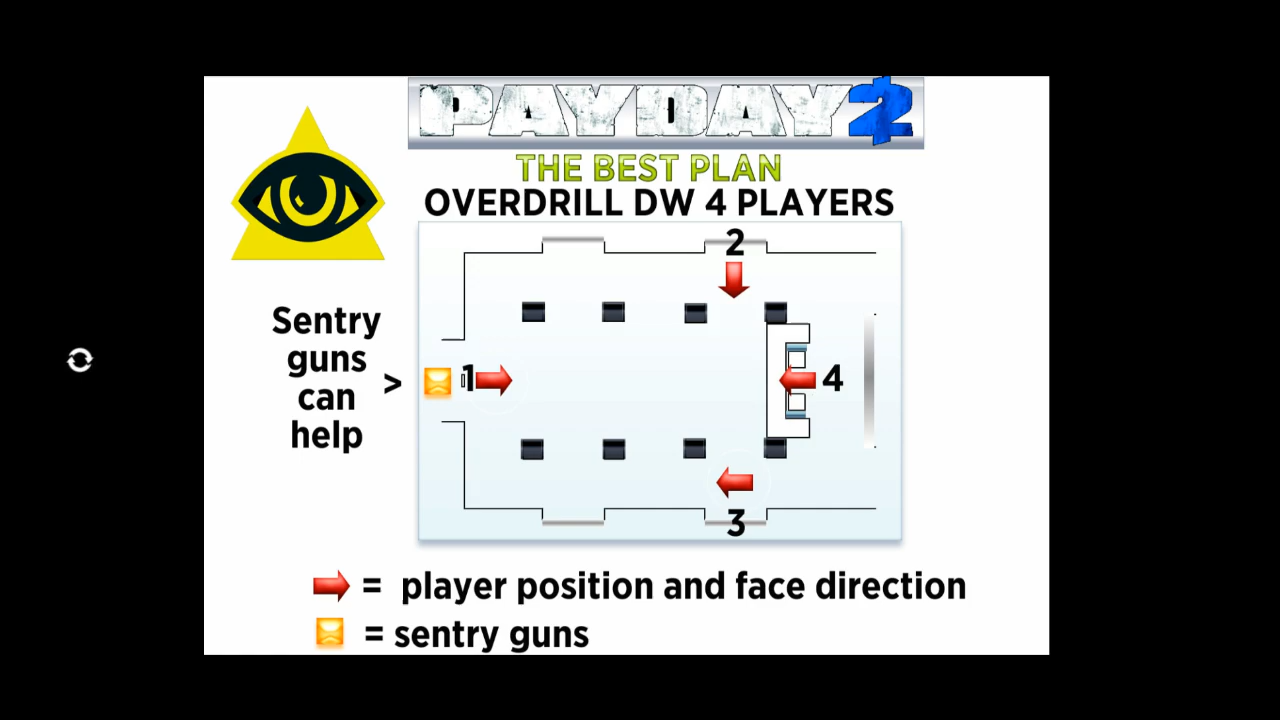 PAYDAY 2
THE BEST PLAN
OVERDRILL DW 4 PLAYERS
2
Sentry
guns
can
help
>
1
4
3
= player position and face direction
= sentry guns